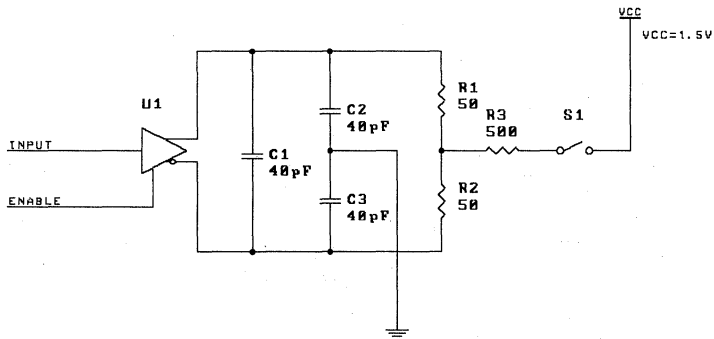 VCC
VCC=1.5V
U1
INPUT
ENABLE
C1
40pF
C2
40pF
C3
40pF
R1
50
R2
50
R3
500
S1